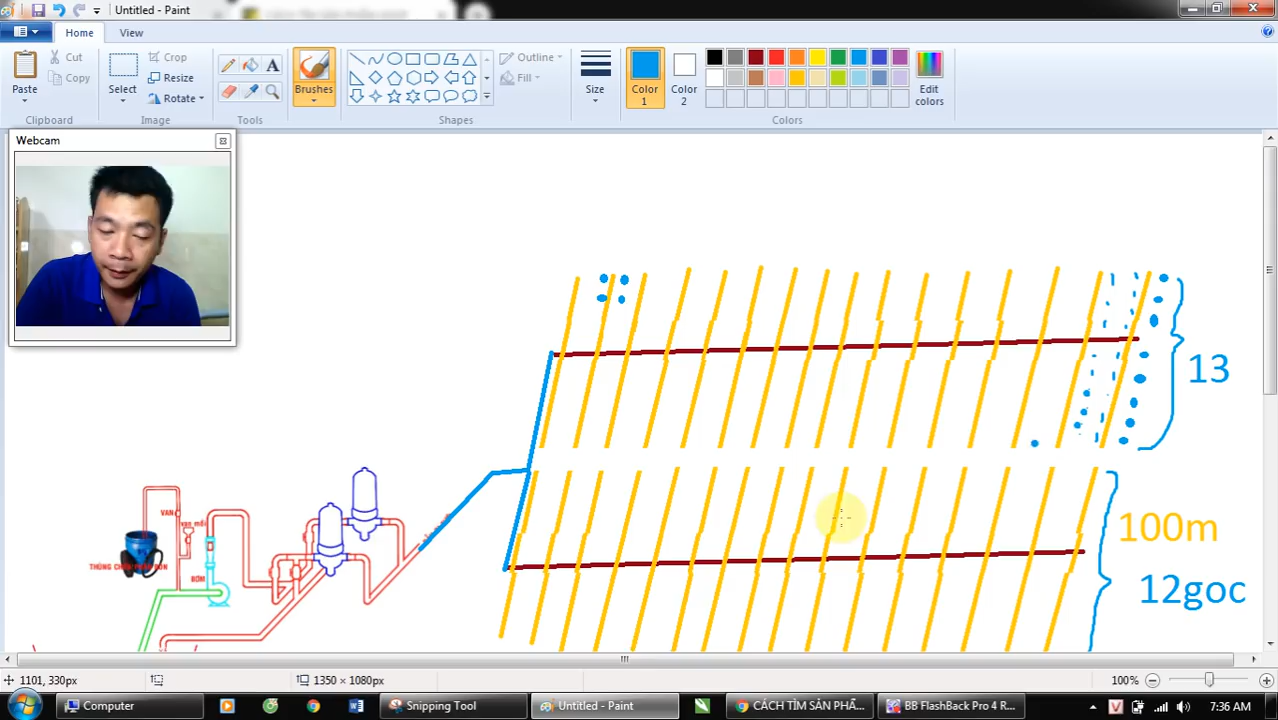 Untitled - Paint
Home
View
Paste
Cut
Copy
Clipboard
Select
Crop
Resize
Rotate
Image
Tools
Brushes
Outline
Fill
Shapes
Size
Color 1
Color 2
Edit colors
Colors
Webcam
13
100m
12goc
VAN
BƠM
1101, 330px
1350 × 1080px
100%
Computer
Snipping Tool
Untitled - Paint
CÁCH TÌM SẢN PHẨ...
BB FlashBack Pro 4 R...
V
7:36 AM